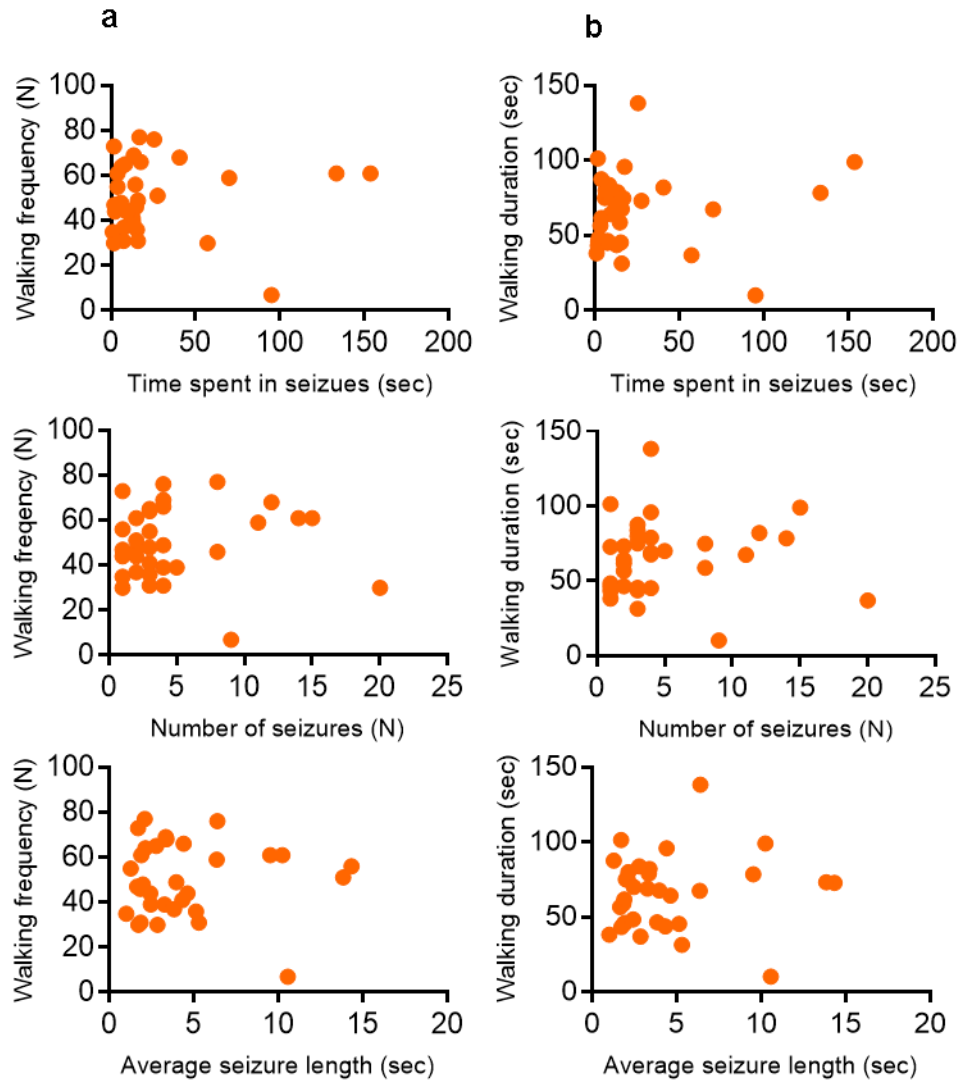 a
b
Walking frequency (N)
100
80
60
40
20
0
0 50 100 150 200
Time spent in seizues (sec)
Walking duration (sec)
150
100
50
0
0 50 100 150 200
Time spent in seizues (sec)
Walking freqency (N)
100
80
60
40
20
0
0 5 10 15 20 25
Number of seizures (N)
Walking duration (sec)
150
100
50
0
0 5 10 15 20 25
Number of seizures (N)
Walking frequency (N)
100
80
60
40
20
0
0 5 10 15 20
Average seizure length (sec)
Walking duration (sec)
150
100
50
0
0 5 10 15 20
Average seizure length (sec)